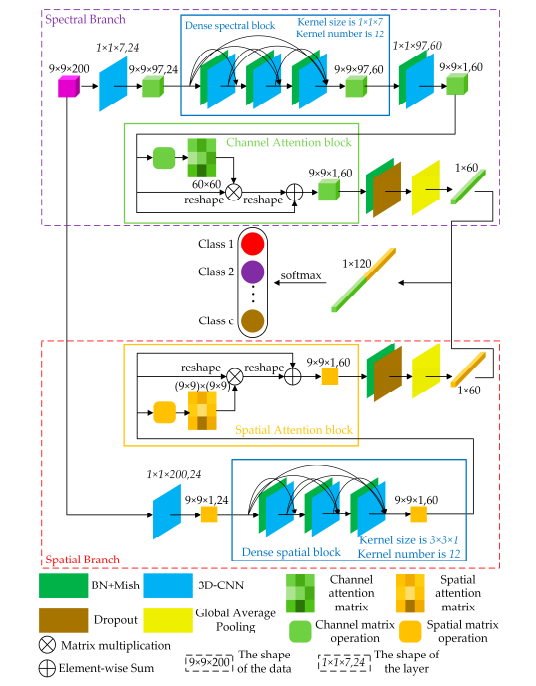 Spectral Branch
Dense spectral block
Kernel size is 1×1×7
Kernel number is 12
1×1×7,24
1×1×97,60
9×9×200
9×9×97,24
9×9×97,60
9×9×1,60
Channel Attention block
60×60
reshape
reshape
9×9×1,60
1×60
Class 1
Class 2
Class c
softmax
1×120
reshape
reshape
(9×9)×(9×9)
9×9×1,60
Spatial Attention block
1×60
1×1×200,24
9×9×1,24
9×9×1,60
Kernel size is 3×3×1
Kernel number is 12
Dense spatial block
Spatial Branch
BN+Mish
3D-CNN
Channel
attention
matrix
Spatial
attention
matrix
Dropout
Global Average
Pooling
Channel matrix
operation
Spatial matrix
operation
Matrix multiplication
Element-wise Sum
9×9×200
The shape
of the data
1×1×7,24
The shape of
the layer